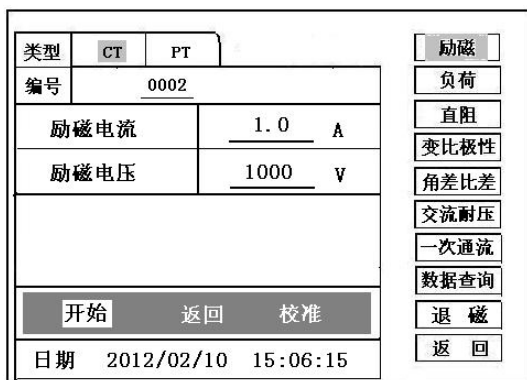 类型 CT PT
编号 0002
励磁电流 1.0 A
励磁电压 1000 V
开始 返回 校准
日期 2012/02/10 15:06:15
励磁
负荷
直阻
变比极性
角差比差
交流耐压
一次通流
数据查询
退 磁
返 回